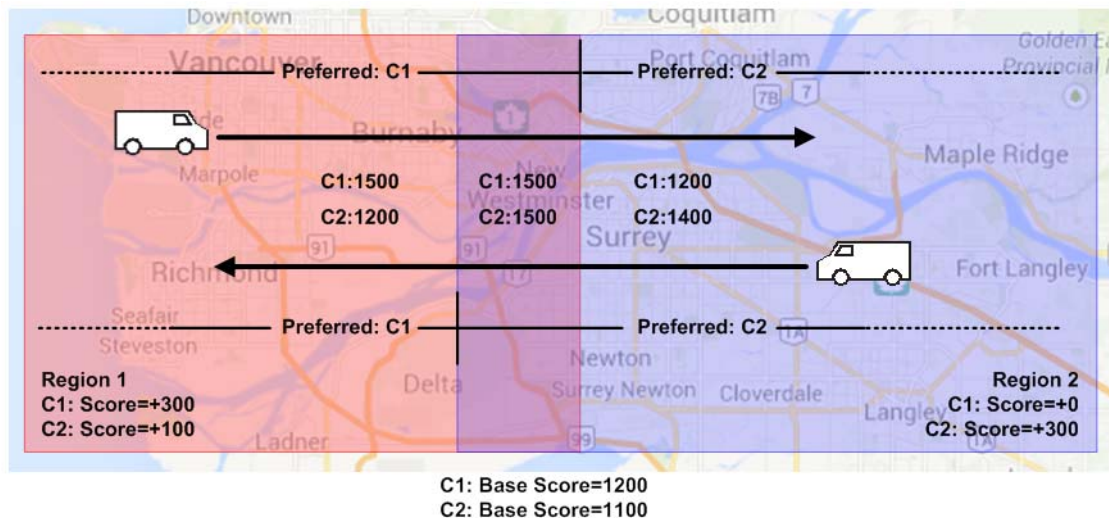 Downtown
Coquitlam
Vancouver
Port Coquitlam
Golden Ea
Provincial P
Preferred: C1
Preferred: C2
7B
7
1
Burnaby
Marpole
New
Westminster
Maple Ridge
C1:1500
C1:1500
C1:1200
C2:1200
C2:1500
C2:1400
91
91
Surrey
Richmond
17
Fort Langley
Seafair
Steveston
Preferred: C1
Preferred: C2
1A
Newton
Region 1
C1: Score=+300
C2: Score=+100
Delta
Surrey Newton
Cloverdale
Langley
Region 2
C1: Score=+0
C2: Score=+300
1A
Ladner
99
C1: Base Score=1200
C2: Base Score=1100